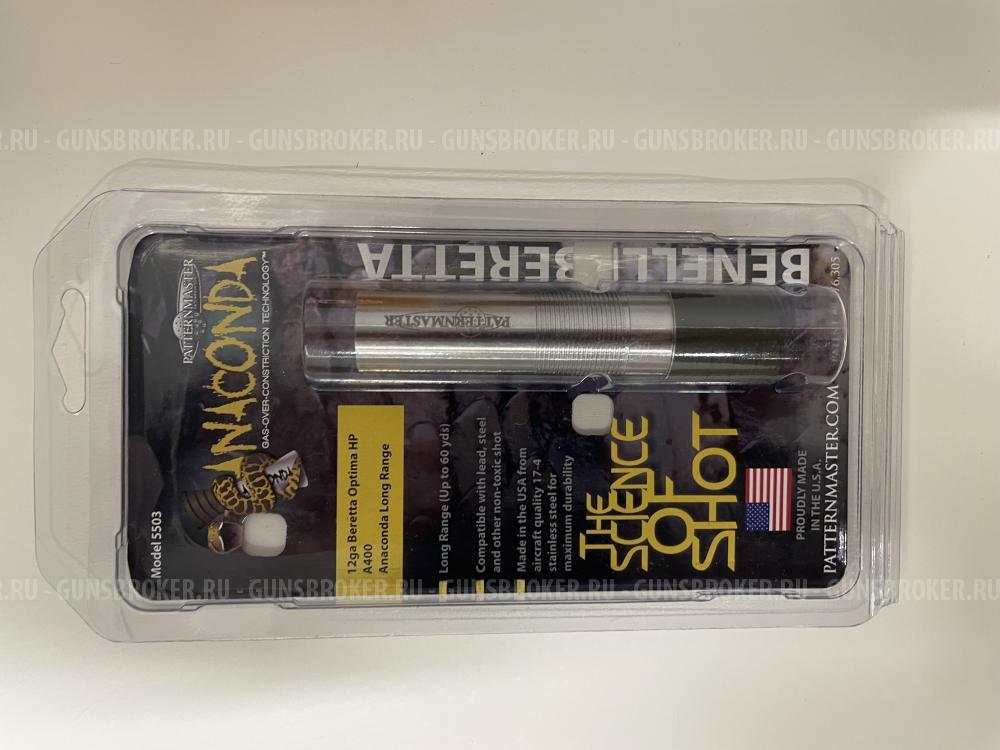 GUNSBROKER.RU - GUNSBROKER.RU - GUNSBROKER.RU - GUNSBROKER.RU - GUNSBROKER.RU
PATTERNMASTER
ANACONDA
GAS-OVER-CONSTRICTION TECHNOLOGY™
Model 5503
12ga Beretta Optima HP
A400
Anaconda Long Range
Long Range (Up to 60 yds)
Compatible with lead, steel
and other non-toxic shot
Made in the USA from
aircraft quality 17-4
stainless steel for
maximum durability
BENELLI BERETTA
PATTERNMASTER
THE
SCIENCE
OF
SHOT
PROUDLY MADE
IN THE U.S.A.
PATTERNMASTER.COM
GUNSBROKER.RU - GUNSBROKER.RU - GUNSBROKER.RU - GUNSBROKER.RU - GUNSBROKER.RU